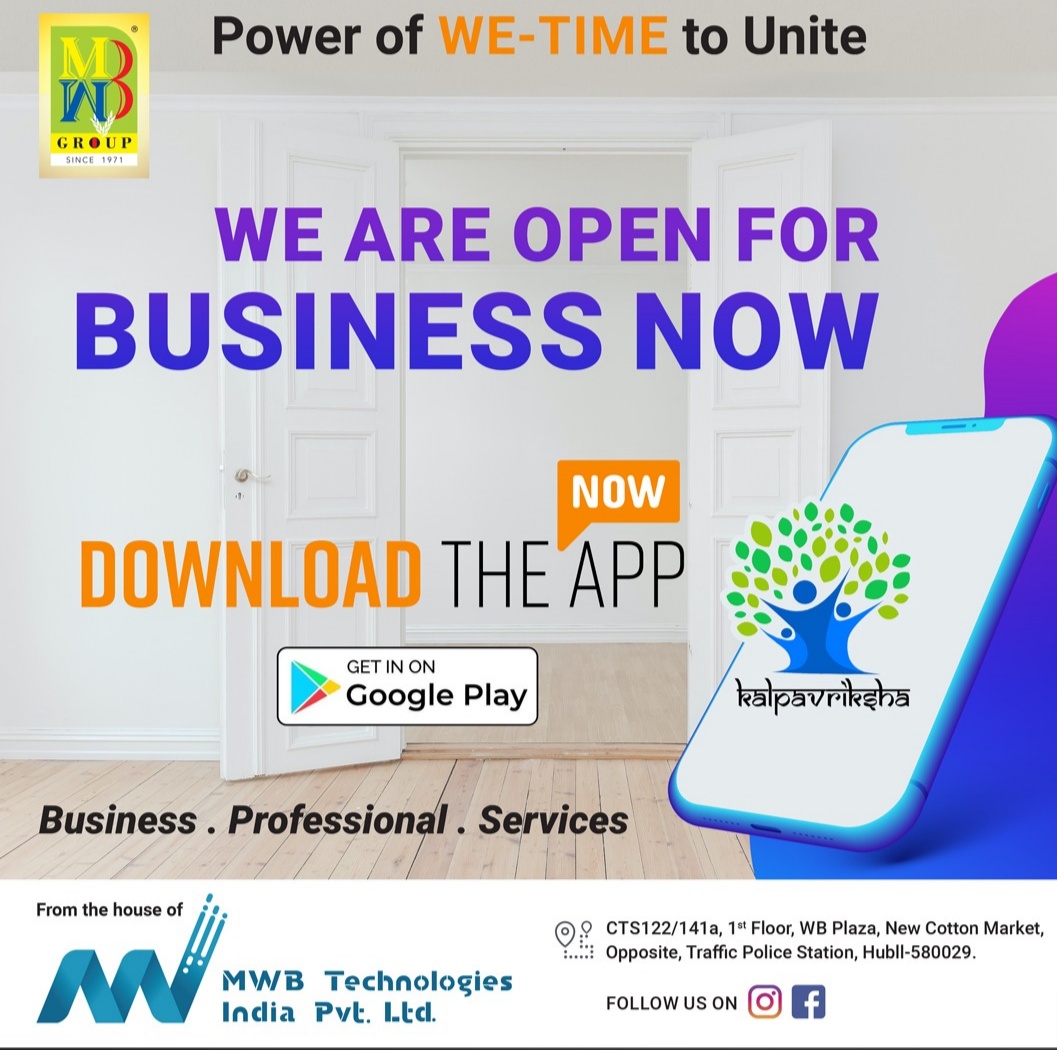 Power of WE-TIME to Unite
MWB
®
GROUP
SINCE 1971
WE ARE OPEN FOR
BUSINESS NOW
NOW
DOWNLOAD THE APP
GET IN ON
Google Play
kalpavriksha
Business . Professional . Services
From the house of
MWB Technologies
India Pvt. Ltd.
CTS122/141a, 1st Floor, WB Plaza, New Cotton Market,
Opposite, Traffic Police Station, Hubll-580029.
FOLLOW US ON